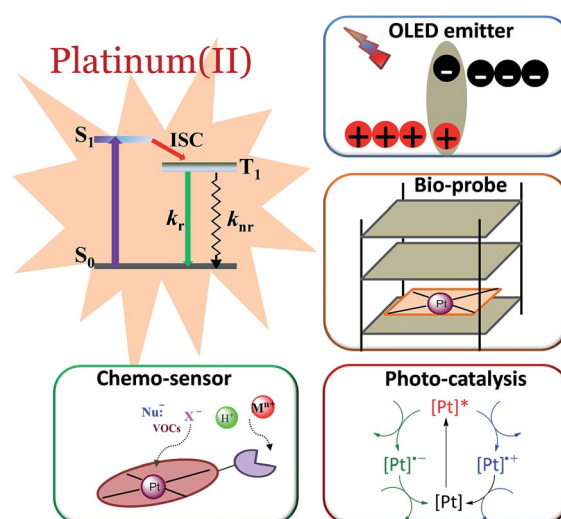 Platinum(II)
S1
ISC
T1
kr
knr
S0
OLED emitter
- - - -
+ + + +
Bio-probe
Pt
Chemo-sensor
Nu:⁻ X⁻ H⁺ Mⁿ⁺
VOCs
Pt
Photo-catalysis
[Pt]*
[Pt]•− [Pt]•+
[Pt]